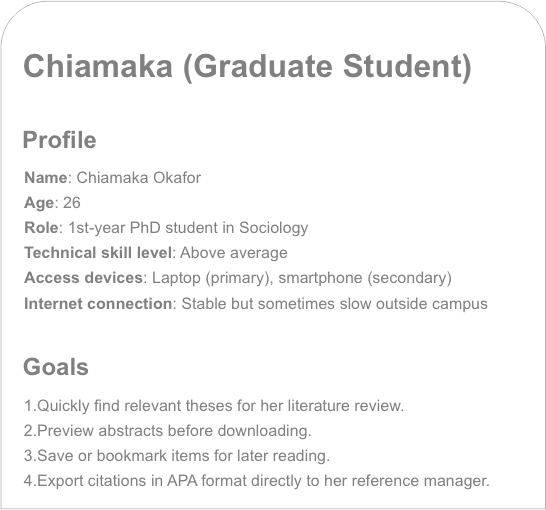 Chiamaka (Graduate Student)
Profile
Name: Chiamaka Okafor
Age: 26
Role: 1st-year PhD student in Sociology
Technical skill level: Above average
Access devices: Laptop (primary), smartphone (secondary)
Internet connection: Stable but sometimes slow outside campus
Goals
1.Quickly find relevant theses for her literature review.
2.Preview abstracts before downloading.
3.Save or bookmark items for later reading.
4.Export citations in APA format directly to her reference manager.